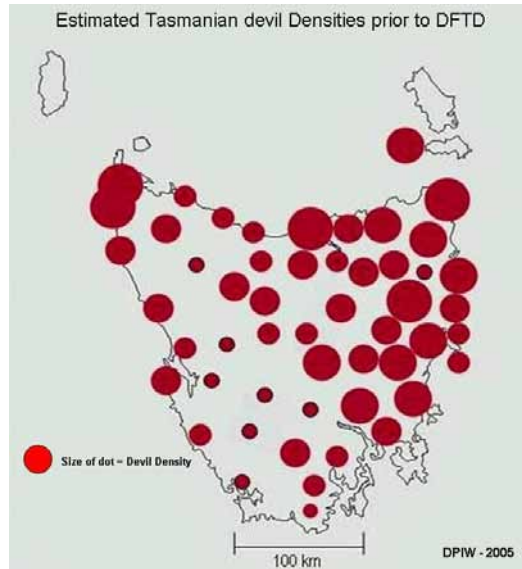 Estimated Tasmanian devil Densities prior to DFTD
Size of dot = Devil Density
DPIW - 2005
100 km